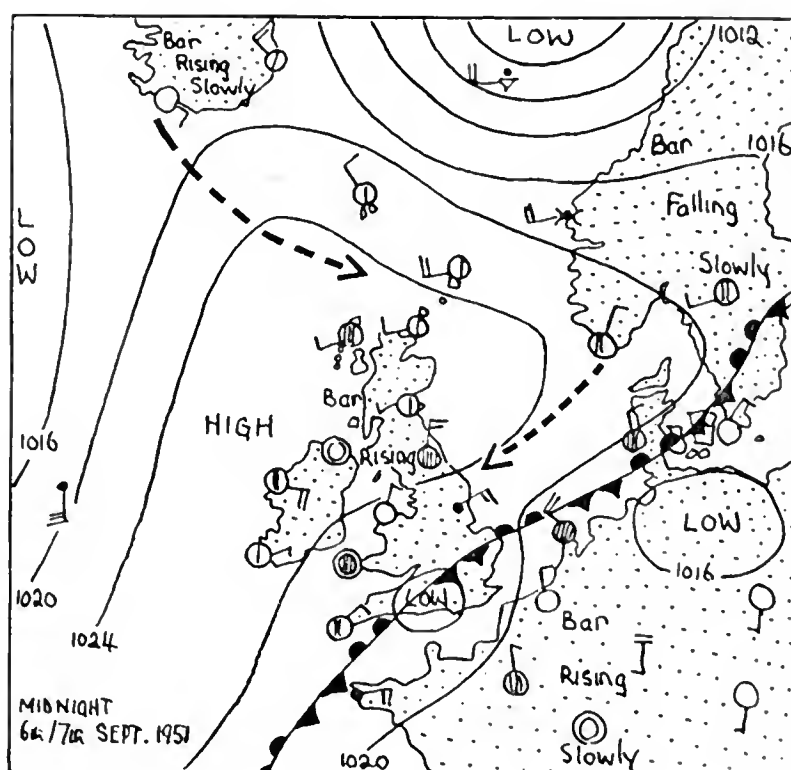 Bar
Rising
Slowly
LOW
1012
1016
Bar
Falling
Slowly
LOW
Bar
Rising
HIGH
1016
1020
1024
LOW
LOW
1016
Bar
Rising
Slowly
1020
MIDNIGHT
6th/7th SEPT. 1951